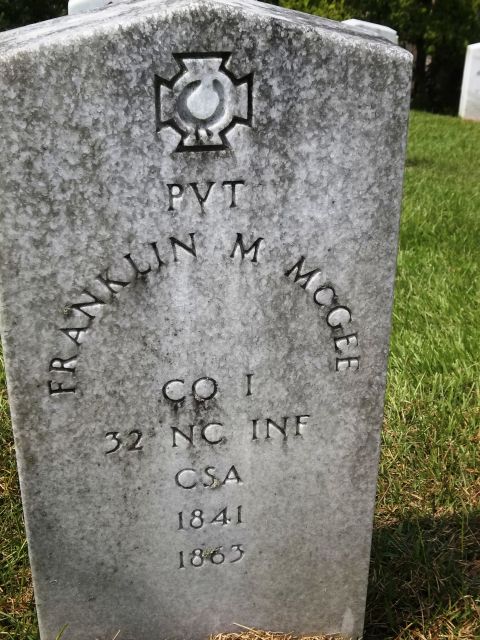 PVT
FRANKLIN M MCGEE
CO I
32 NC INF
CSA
1841
1863